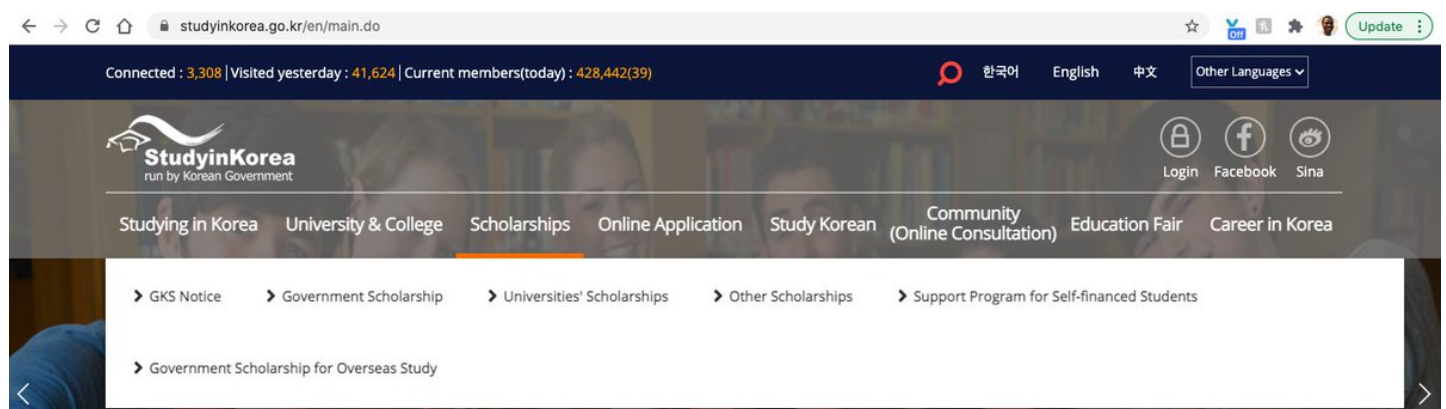 studyinkorea.go.kr/en/main.do
Off
Update
Connected : 3,308 | Visited yesterday : 41,624 | Current members(today) : 428,442(39)
한국어 English 中文 Other Languages
StudyinKorea
run by Korean Government
Login Facebook Sina
Studying in Korea University & College Scholarships Online Application Study Korean Community (Online Consultation) Education Fair Career in Korea
GKS Notice Government Scholarship Universities' Scholarships Other Scholarships Support Program for Self-financed Students
Government Scholarship for Overseas Study